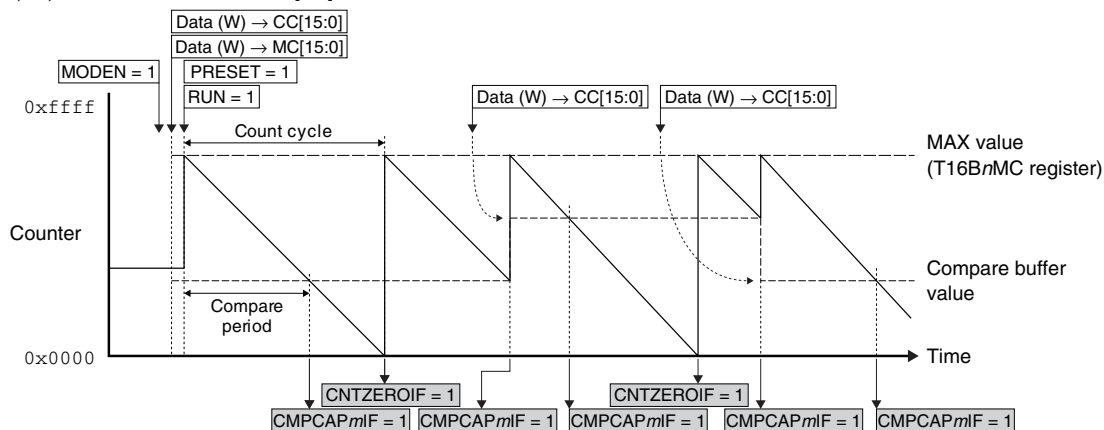 Data (W) → CC[15:0]
Data (W) → MC[15:0]
MODEN = 1
PRESET = 1
RUN = 1
Data (W) → CC[15:0]
Data (W) → CC[15:0]
0xffff
Count cycle
MAX value
(T16BnMC register)
Counter
Compare
period
Compare buffer
value
0x0000
Time
CNTZEROIF = 1
CNTZEROIF = 1
CMPCAPmIF = 1
CMPCAPmIF = 1
CMPCAPmIF = 1
CMPCAPmIF = 1
CMPCAPmIF = 1